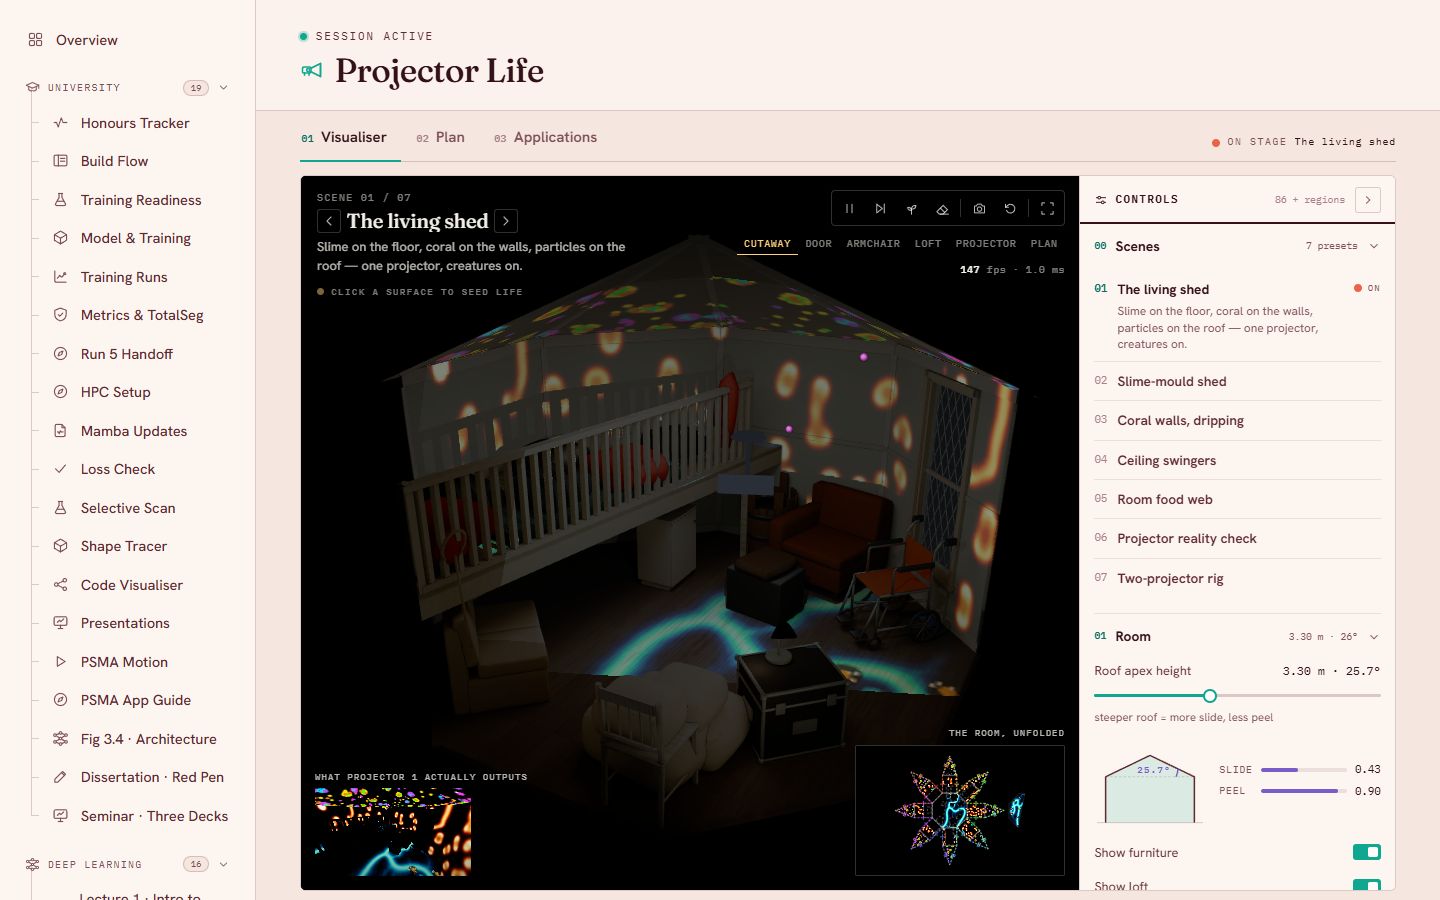 Overview
UNIVERSITY 19
Honours Tracker
Build Flow
Training Readiness
Model & Training
Training Runs
Metrics & TotalSeg
Run 5 Handoff
HPC Setup
Mamba Updates
Loss Check
Selective Scan
Shape Tracer
Code Visualiser
Presentations
PSMA Motion
PSMA App Guide
Fig 3.4 · Architecture
Dissertation · Red Pen
Seminar · Three Decks
DEEP LEARNING 16
Lecture 1 · Intro to
SESSION ACTIVE
Projector Life
01 Visualiser 02 Plan 03 Applications
ON STAGE The living shed
SCENE 01 / 07
The living shed
Slime on the floor, coral on the walls, particles on the
roof — one projector, creatures on.
CLICK A SURFACE TO SEED LIFE
CUTAWAY DOOR ARMCHAIR LOFT PROJECTOR PLAN
147 fps · 1.0 ms
WHAT PROJECTOR 1 ACTUALLY OUTPUTS
THE ROOM, UNFOLDED
CONTROLS 86 + regions
00 Scenes 7 presets
01 The living shed ON
Slime on the floor, coral on the walls,
particles on the roof — one projector,
creatures on.
02 Slime-mould shed
03 Coral walls, dripping
04 Ceiling swingers
05 Room food web
06 Projector reality check
07 Two-projector rig
01 Room 3.30 m · 26°
Roof apex height 3.30 m · 25.7°
steeper roof = more slide, less peel
25.7°
SLIDE 0.43
PEEL 0.90
Show furniture
Show loft